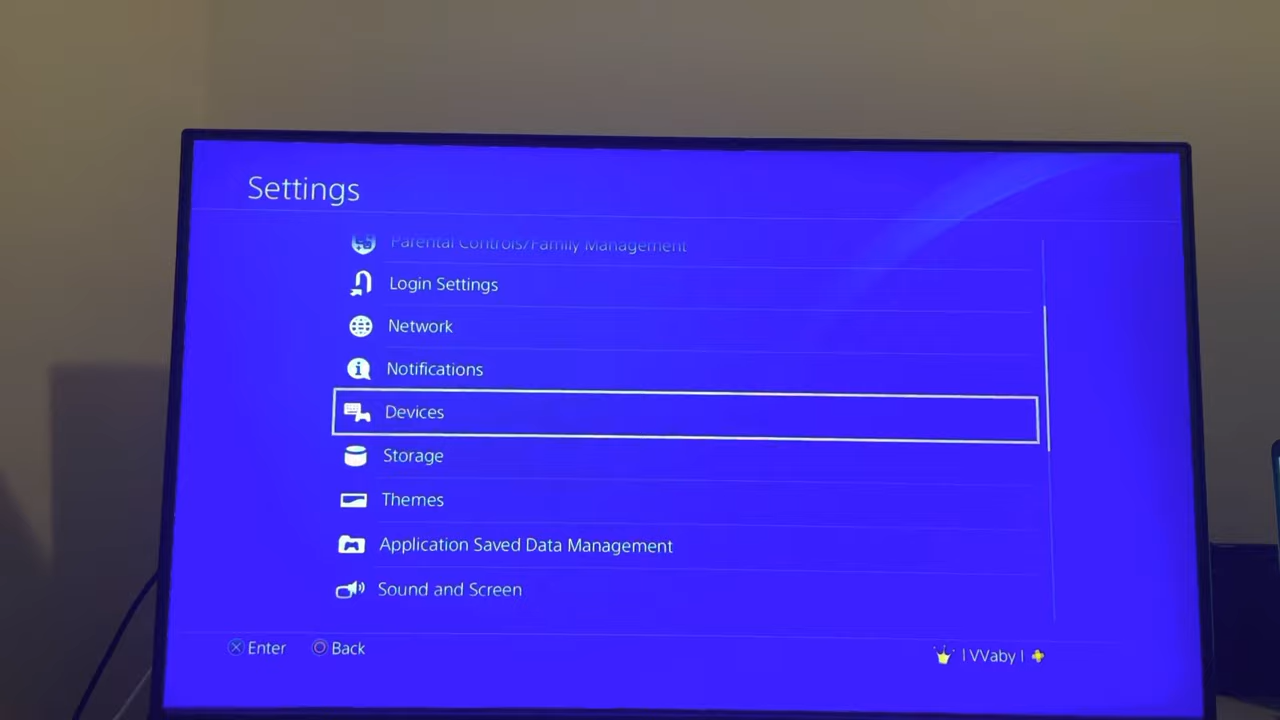 Settings
Parental Controls/Family Management
Login Settings
Network
Notifications
Devices
Storage
Themes
Application Saved Data Management
Sound and Screen
Enter Back
I VVaby I